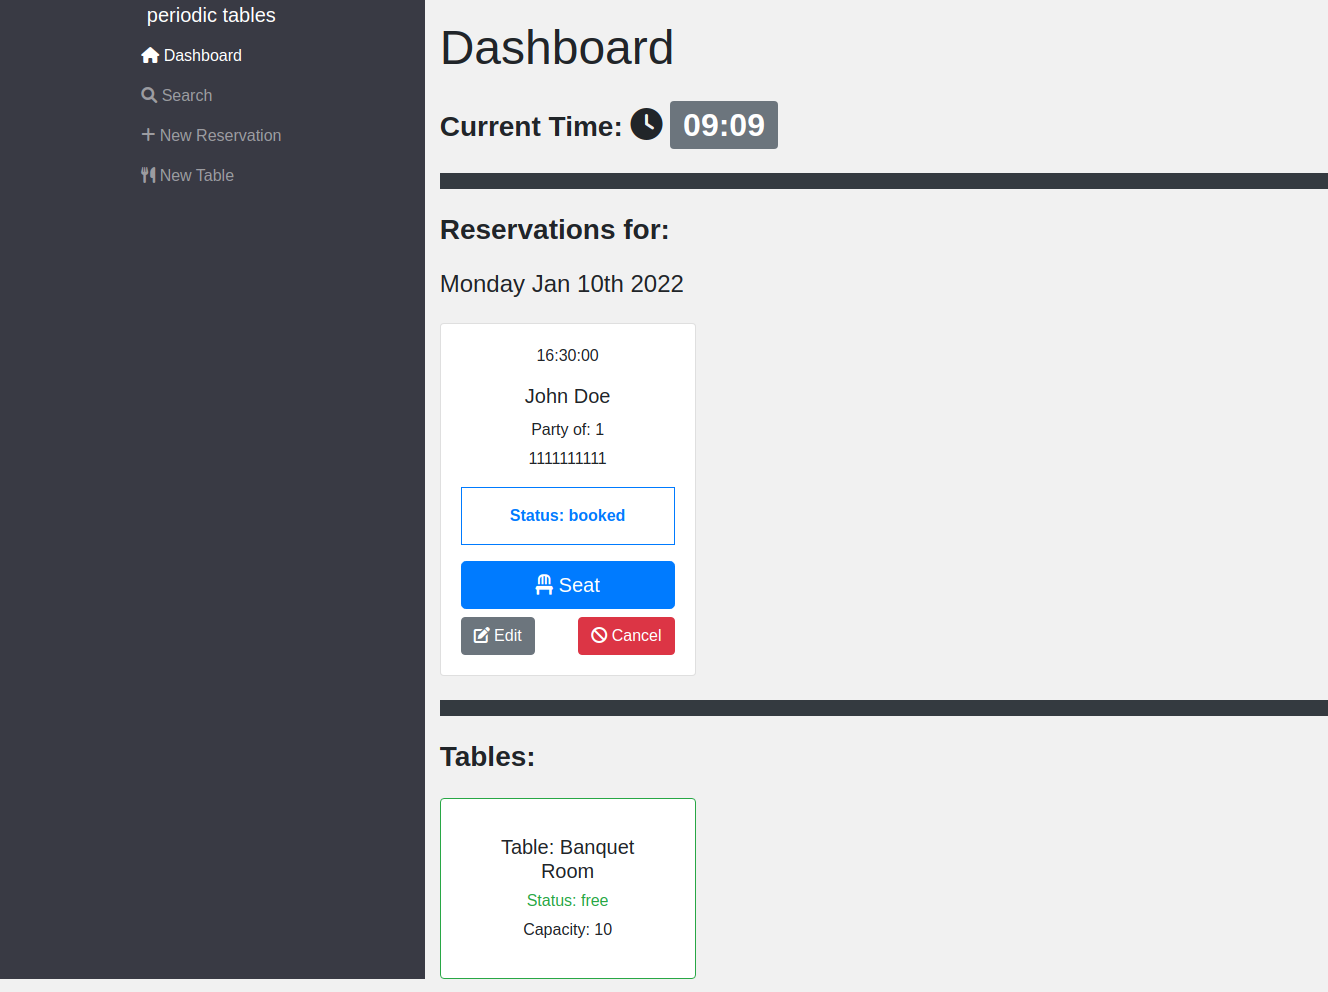 periodic tables
Dashboard
Search
New Reservation
New Table
Dashboard
Current Time: 09:09
Reservations for:
Monday Jan 10th 2022
16:30:00
John Doe
Party of: 1
1111111111
Status: booked
Seat
Edit
Cancel
Tables:
Table: Banquet
Room
Status: free
Capacity: 10